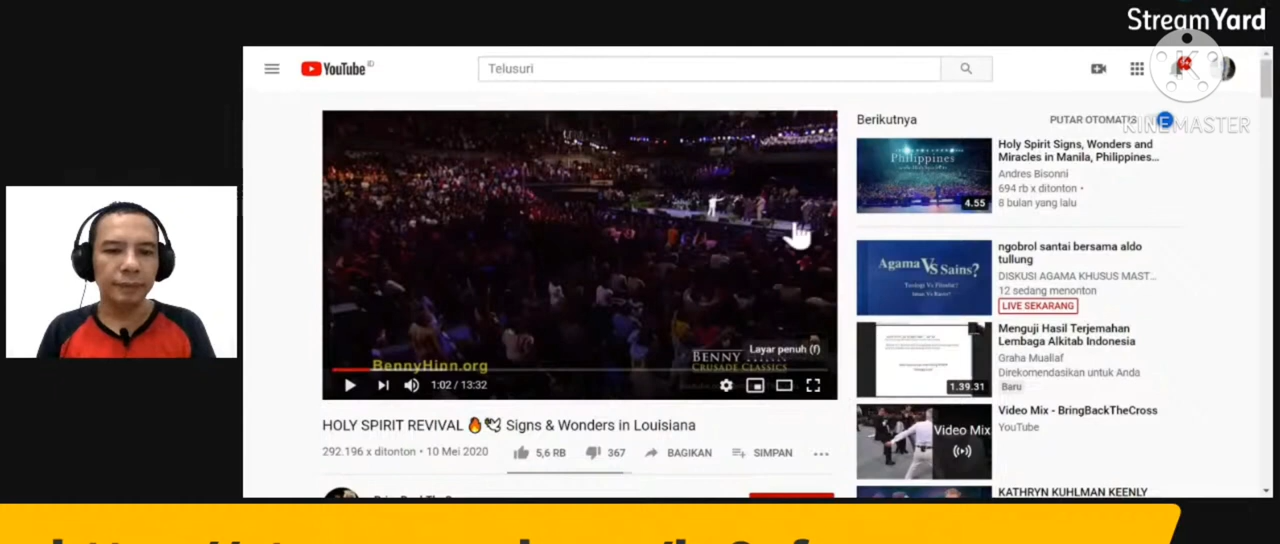 StreamYard
YouTube ID
Telusuri
KINEMASTER
Berikutnya
PUTAR OTOMATIS
Philippines
4.55
Holy Spirit Signs, Wonders and
Miracles in Manila, Philippines...
Andres Bisonni
694 rb x ditonton •
8 bulan yang lalu
Agama Vs Sains?
ngobrol santai bersama aldo
tullung
DISKUSI AGAMA KHUSUS MAST...
12 sedang menonton
LIVE SEKARANG
1.39.31
Menguji Hasil Terjemahan
Lembaga Alkitab Indonesia
Graha Muallaf
Direkomendasikan untuk Anda
Baru
Video Mix
Video Mix - BringBackTheCross
YouTube
KATHRYN KUHLMAN KEENLY
Layar penuh (f)
BennyHinn.org
BENNY
CRUSADE CLASSICS
1:02 / 13:32
HOLY SPIRIT REVIVAL 🔥🕊 Signs & Wonders in Louisiana
292.196 x ditonton • 10 Mei 2020
5,6 RB
367
BAGIKAN
SIMPAN